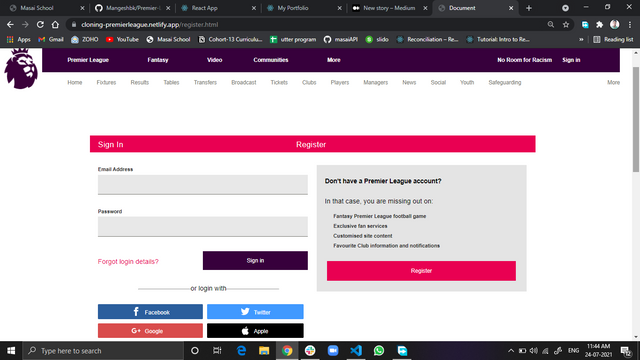 Masai School
Mangenhbk/Premier-L
React App
My Portfolio
New story – Medium
Document
cloning-premierleague.netlify.app/register.html
Apps
Gmail
ZOHO
YouTube
Masai School
Cohort-13 Curriculu...
utter program
masaiAPI
slido
Reconciliation – Re...
Tutorial: Intro to Re...
»
Reading list
Premier League
Fantasy
Video
Communities
More
No Room for Racism
Sign in
Home
Fixtures
Results
Tables
Transfers
Broadcast
Tickets
Clubs
Players
Managers
News
Social
Youth
Safeguarding
More
Sign In
Register
Email Address
Password
Forgot login details?
Sign in
or login with
Facebook
Twitter
Google
Apple
Don't have a Premier League account?
In that case, you are missing out on:
Fantasy Premier League football game
Exclusive fan services
Customised site content
Favourite Club information and notifications
Register
Type here to search
ENG
11:44 AM
24-07-2021